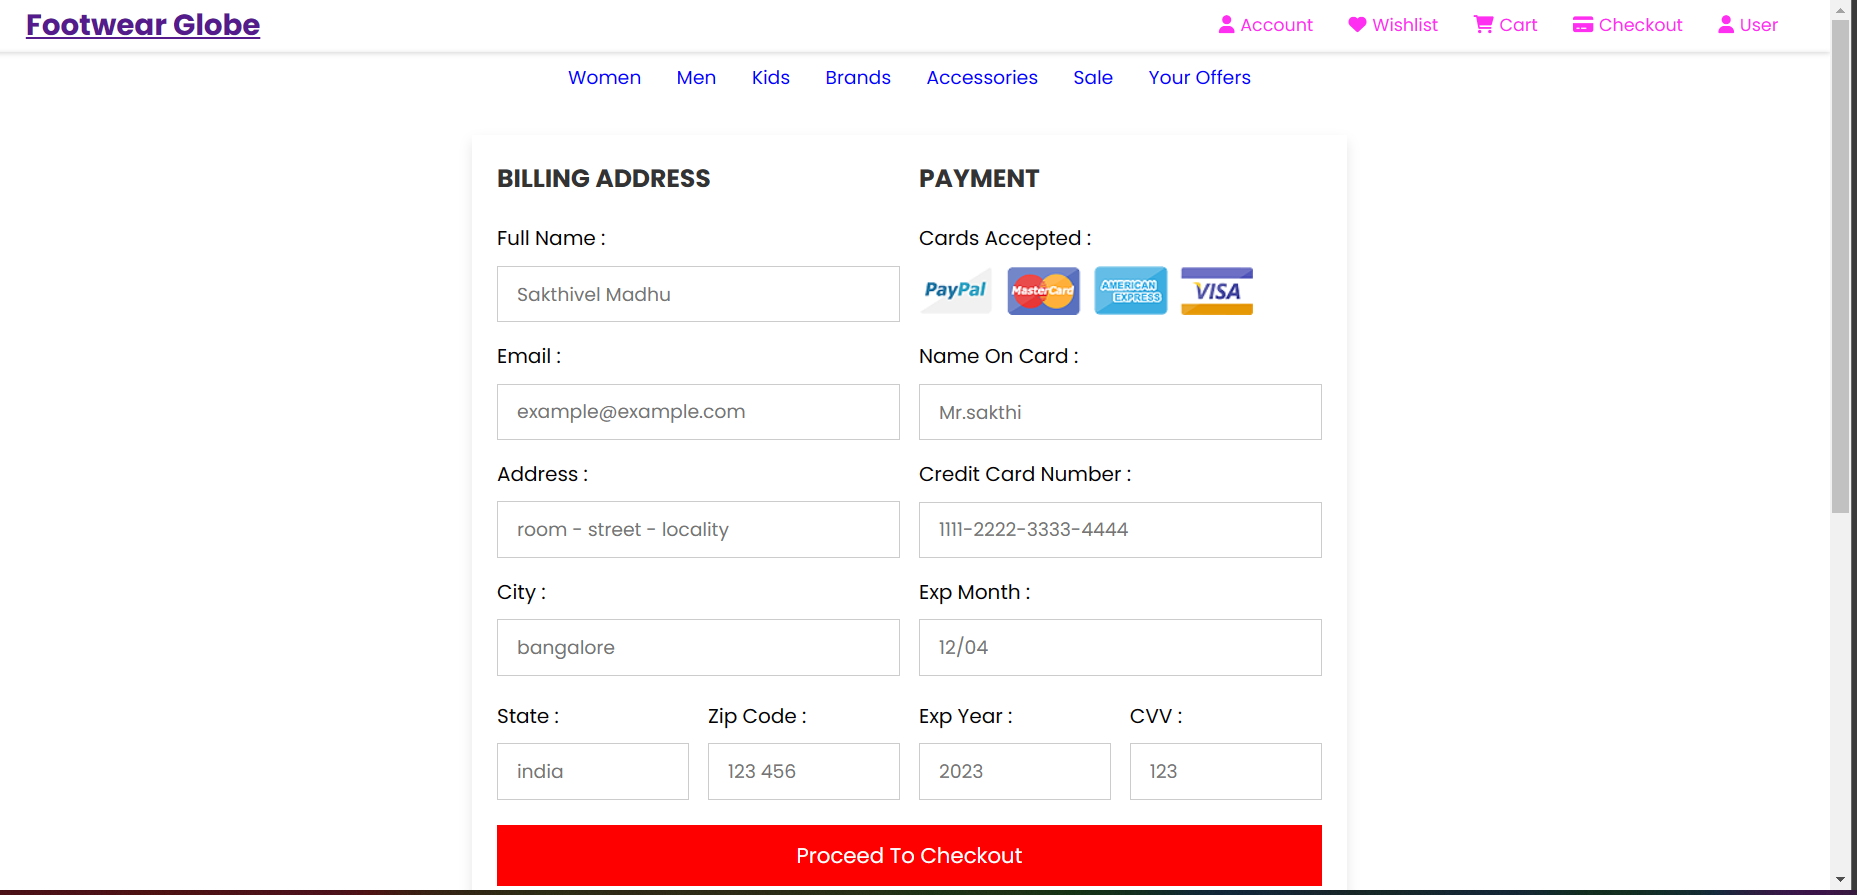 Footwear Globe
Account Wishlist Cart Checkout User
Women Men Kids Brands Accessories Sale Your Offers
BILLING ADDRESS
Full Name :
Sakthivel Madhu
Email :
example@example.com
Address :
room - street - locality
City :
bangalore
State : Zip Code :
india 123 456
PAYMENT
Cards Accepted :
PayPal MasterCard AMERICAN EXPRESS VISA
Name On Card :
Mr.sakthi
Credit Card Number :
1111-2222-3333-4444
Exp Month :
12/04
Exp Year : CVV :
2023 123
Proceed To Checkout